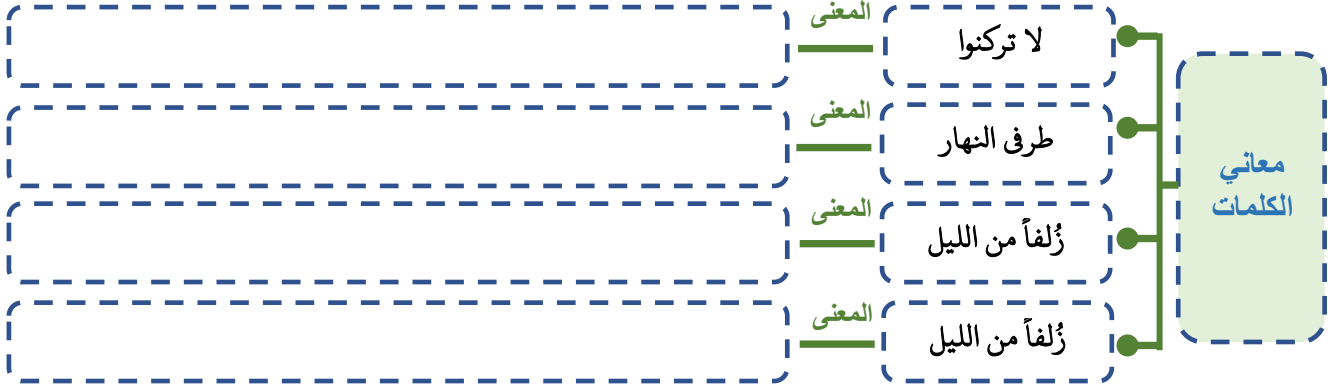 معاني
الكلمات
لا تركنوا
المعنى
طرفى النهار
المعنى
زُلفاً من الليل
المعنى
زُلفاً من الليل
المعنى